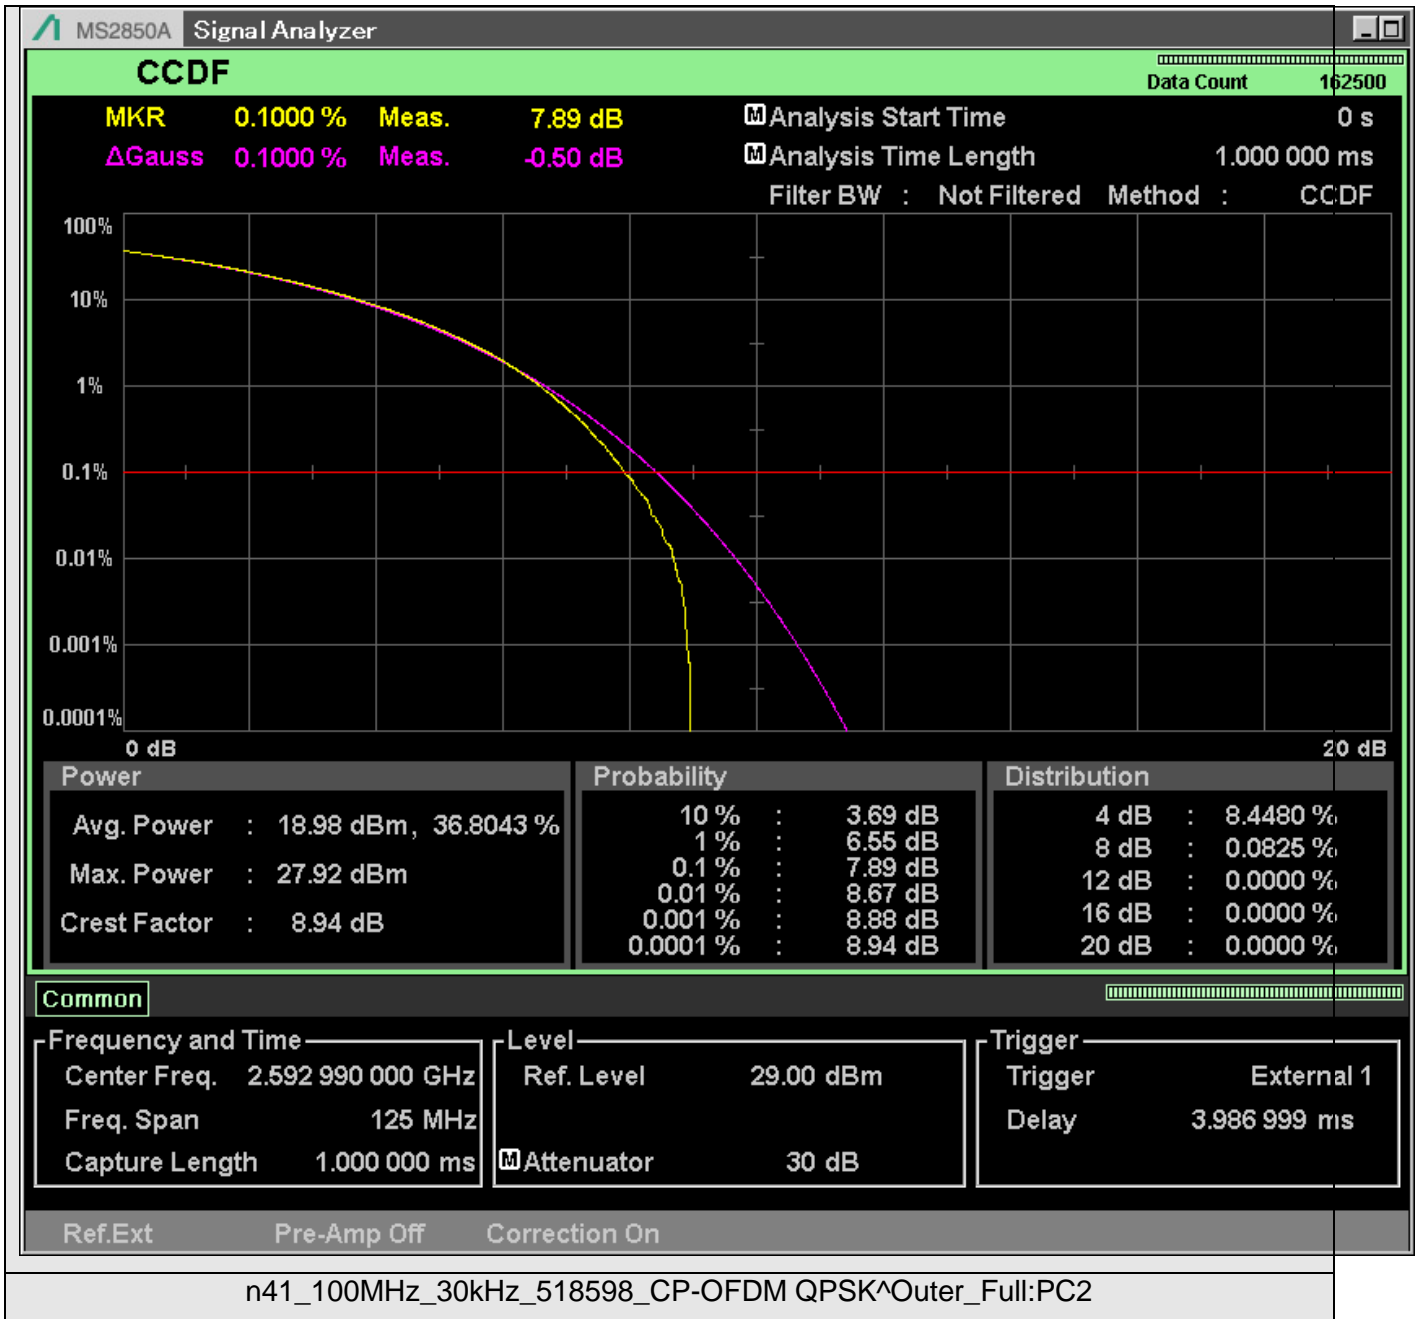 MS2850A Signal Analyzer
CCDF
Data Count 162500
MKR 0.1000 % Meas. 7.89 dB
ΔGauss 0.1000 % Meas. -0.50 dB
M Analysis Start Time 0 s
M Analysis Time Length 1.000 000 ms
Filter BW : Not Filtered Method : CCDF
100%
10%
1%
0.1%
0.01%
0.001%
0.0001%
0 dB 20 dB
Power
Avg. Power : 18.98 dBm, 36.8043 %
Max. Power : 27.92 dBm
Crest Factor : 8.94 dB
Probability
10 % : 3.69 dB
1 % : 6.55 dB
0.1 % : 7.89 dB
0.01 % : 8.67 dB
0.001 % : 8.88 dB
0.0001 % : 8.94 dB
Distribution
4 dB : 8.4480 %
8 dB : 0.0825 %
12 dB : 0.0000 %
16 dB : 0.0000 %
20 dB : 0.0000 %
Common
Frequency and Time
Center Freq. 2.592 990 000 GHz
Freq. Span 125 MHz
Capture Length 1.000 000 ms
Level
Ref. Level 29.00 dBm
M Attenuator 30 dB
Trigger
Trigger External 1
Delay 3.986 999 ms
Ref.Ext Pre-Amp Off Correction On
n41_100MHz_30kHz_518598_CP-OFDM QPSK^Outer_Full:PC2